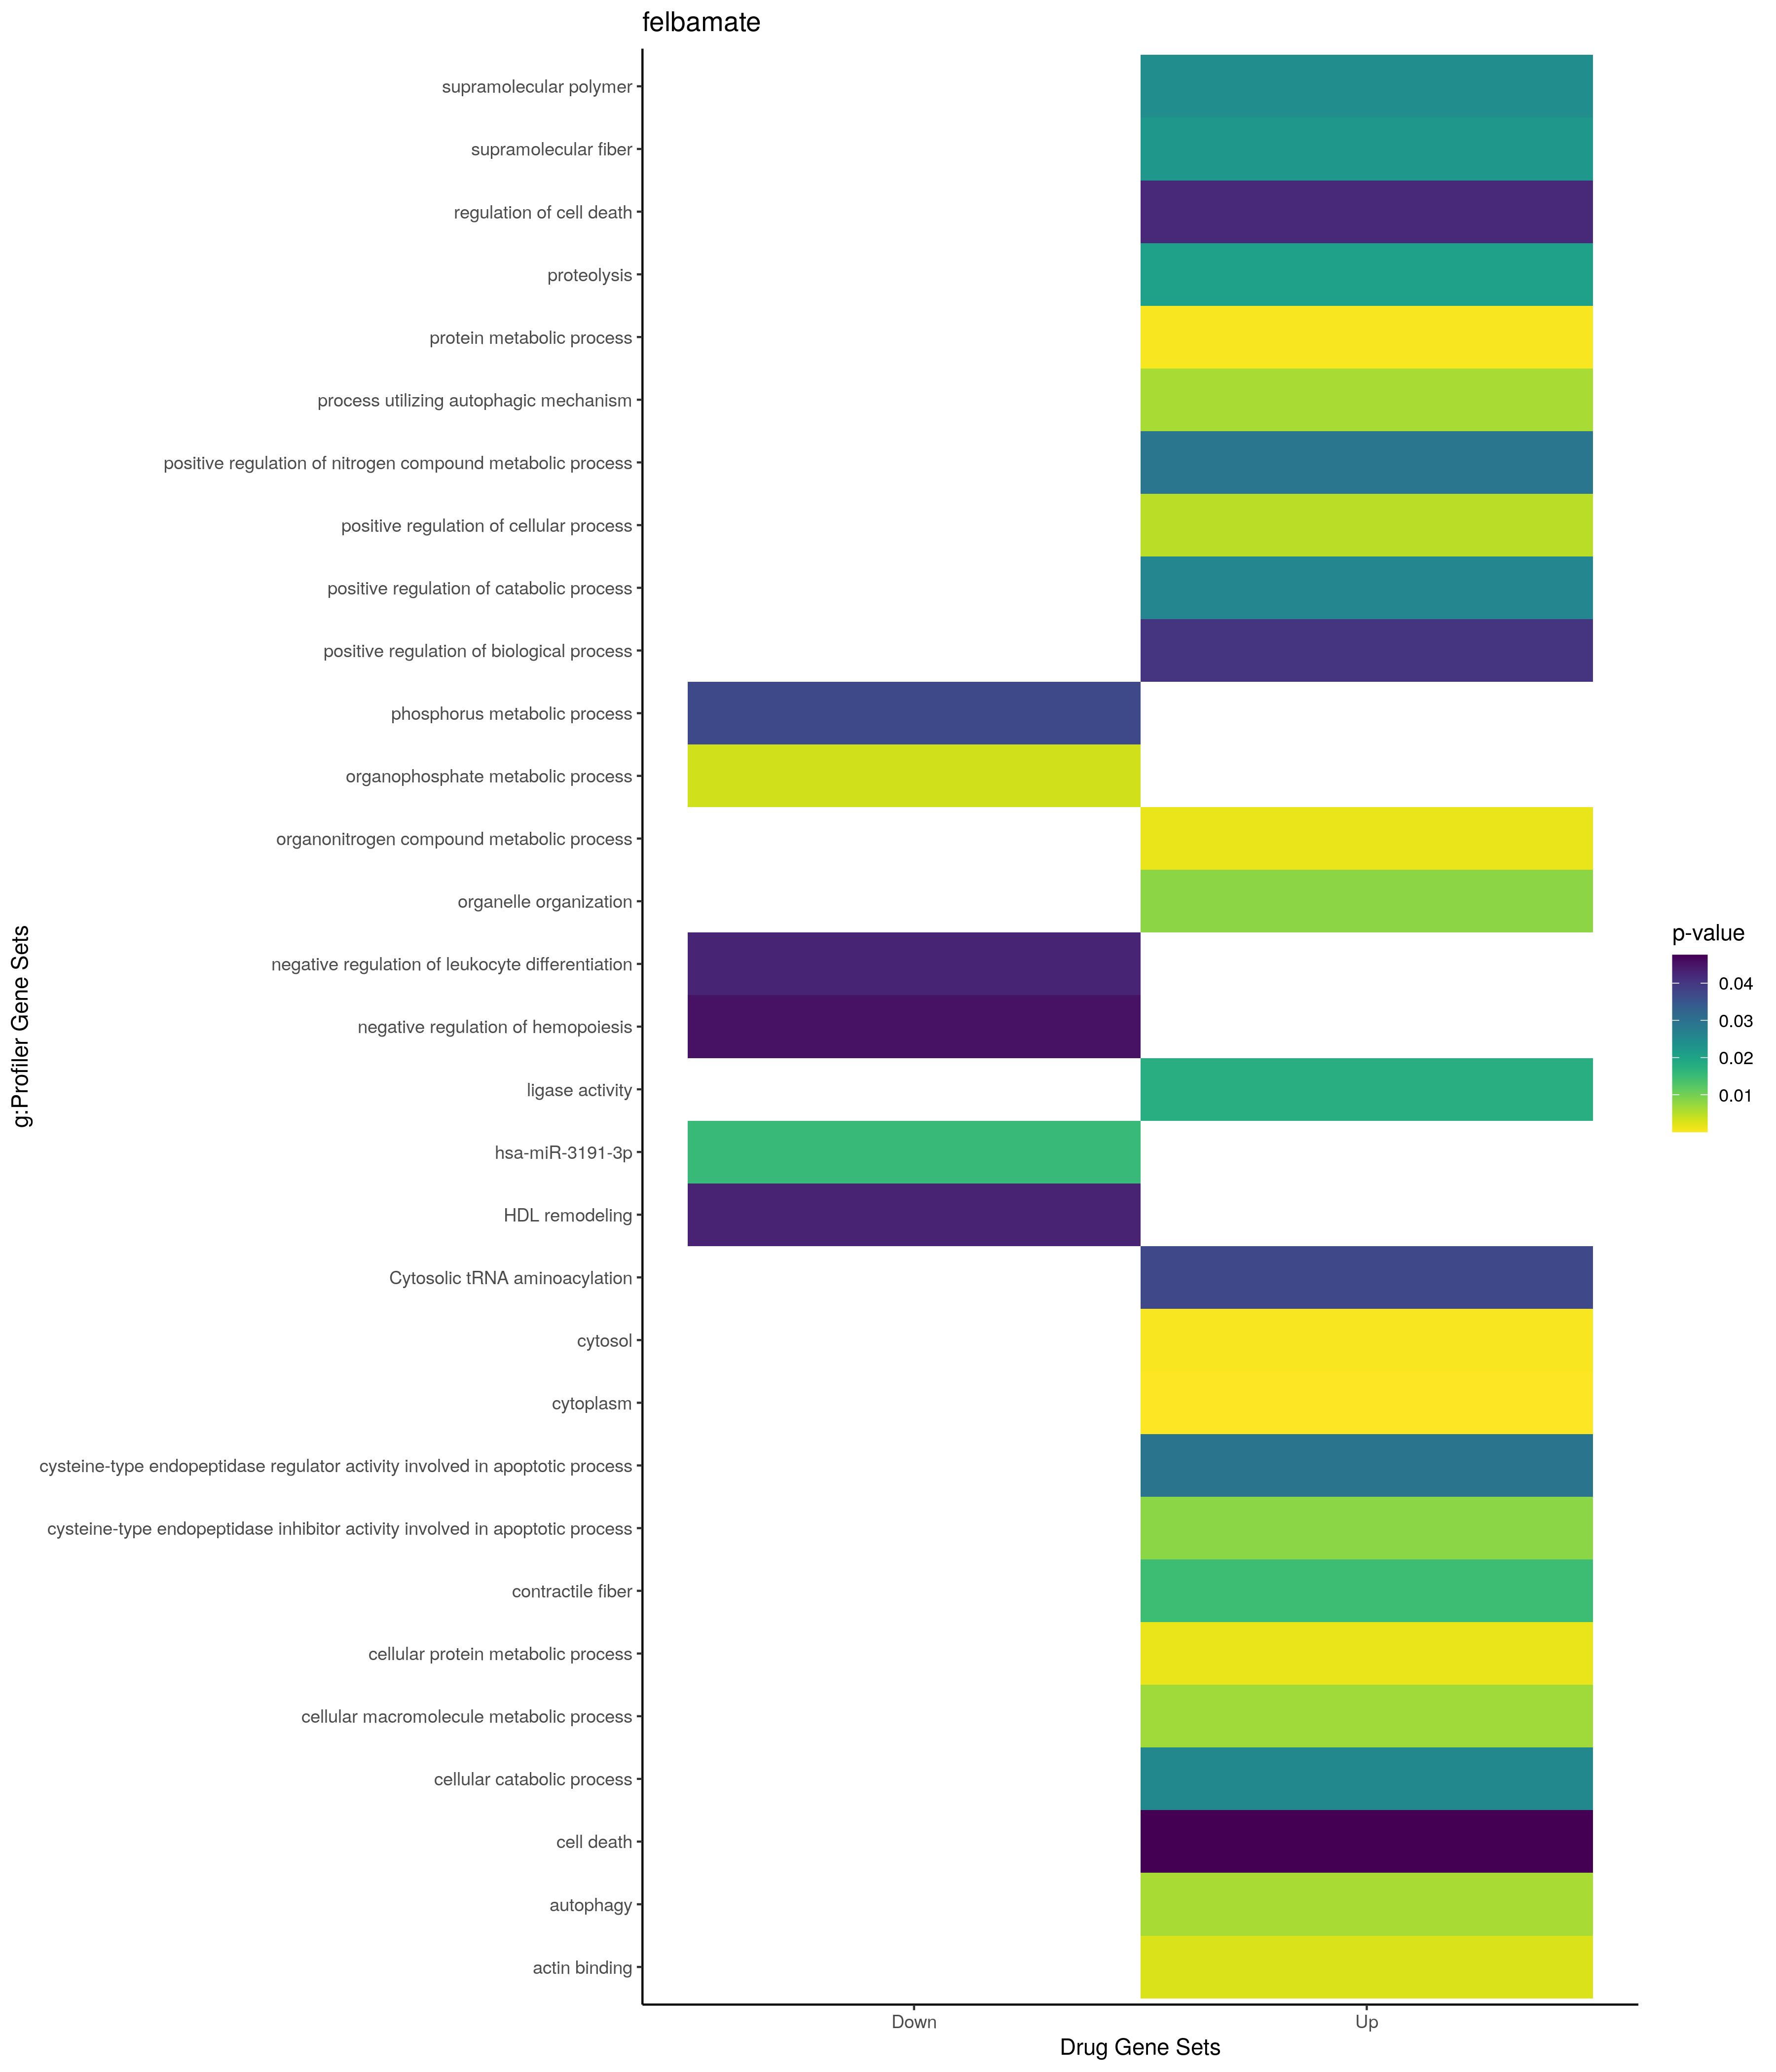 felbamate
supramolecular polymer
supramolecular fiber
regulation of cell death
proteolysis
protein metabolic process
process utilizing autophagic mechanism
positive regulation of nitrogen compound metabolic process
positive regulation of cellular process
positive regulation of catabolic process
positive regulation of biological process
phosphorus metabolic process
organophosphate metabolic process
organonitrogen compound metabolic process
organelle organization
negative regulation of leukocyte differentiation
negative regulation of hemopoiesis
ligase activity
hsa-miR-3191-3p
HDL remodeling
Cytosolic tRNA aminoacylation
cytosol
cytoplasm
cysteine-type endopeptidase regulator activity involved in apoptotic process
cysteine-type endopeptidase inhibitor activity involved in apoptotic process
contractile fiber
cellular protein metabolic process
cellular macromolecule metabolic process
cellular catabolic process
cell death
autophagy
actin binding
g:Profiler Gene Sets
Down
Up
Drug Gene Sets
p-value
0.04
0.03
0.02
0.01